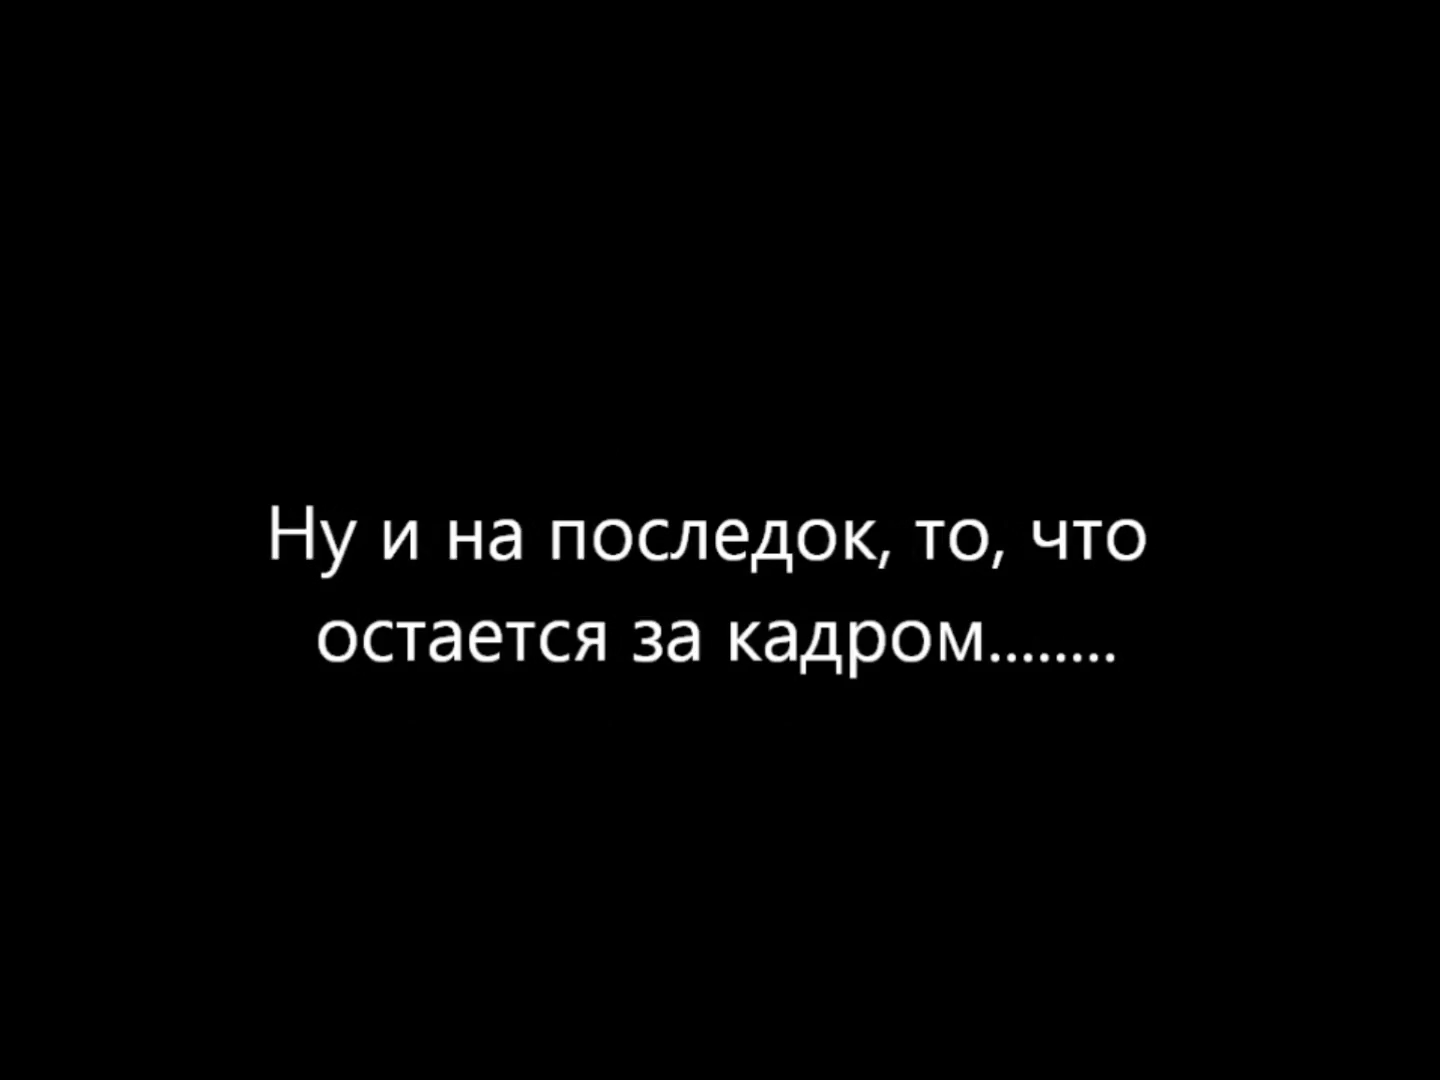 Ну и на последок, то, что
остается за кадром........